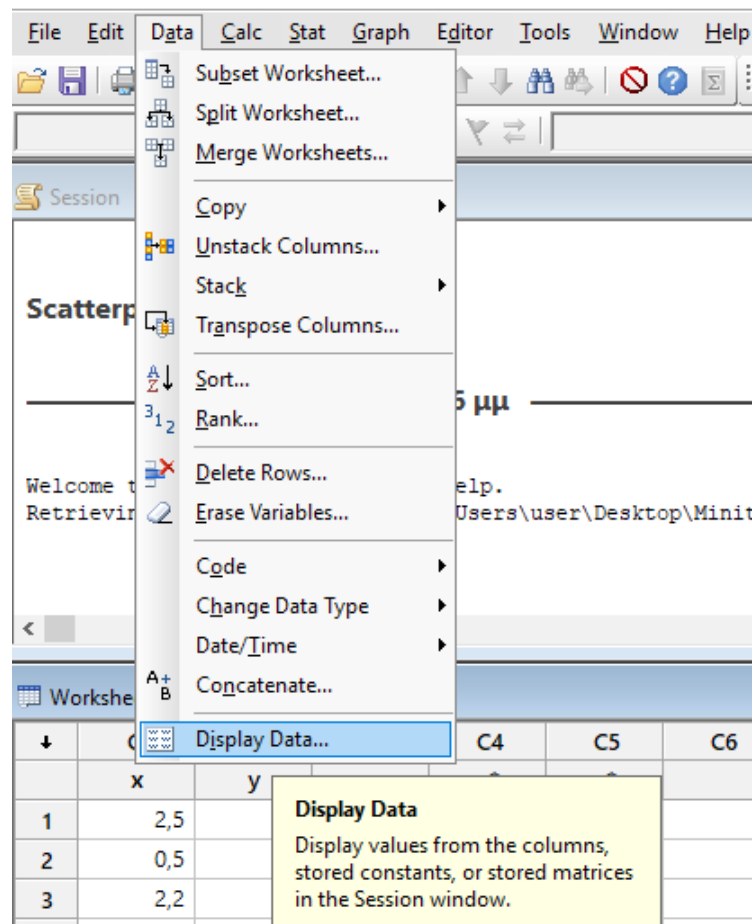 File Edit Data Calc Stat Graph Editor Tools Window Help
Subset Worksheet...
Split Worksheet...
Merge Worksheets...
Session
Copy
Unstack Columns...
Stack
Scatterp
Transpose Columns...
Sort...
μμ
Rank...
Delete Rows...
Welcome t elp.
Erase Variables...
Retrievin Users\user\Desktop\Minit
Code
Change Data Type
Date/Time
Concatenate...
Workshe
Display Data...
C4 C5 C6
x y
Display Data
1 2,5
Display values from the columns,
2 0,5
stored constants, or stored matrices
3 2,2
in the Session window.